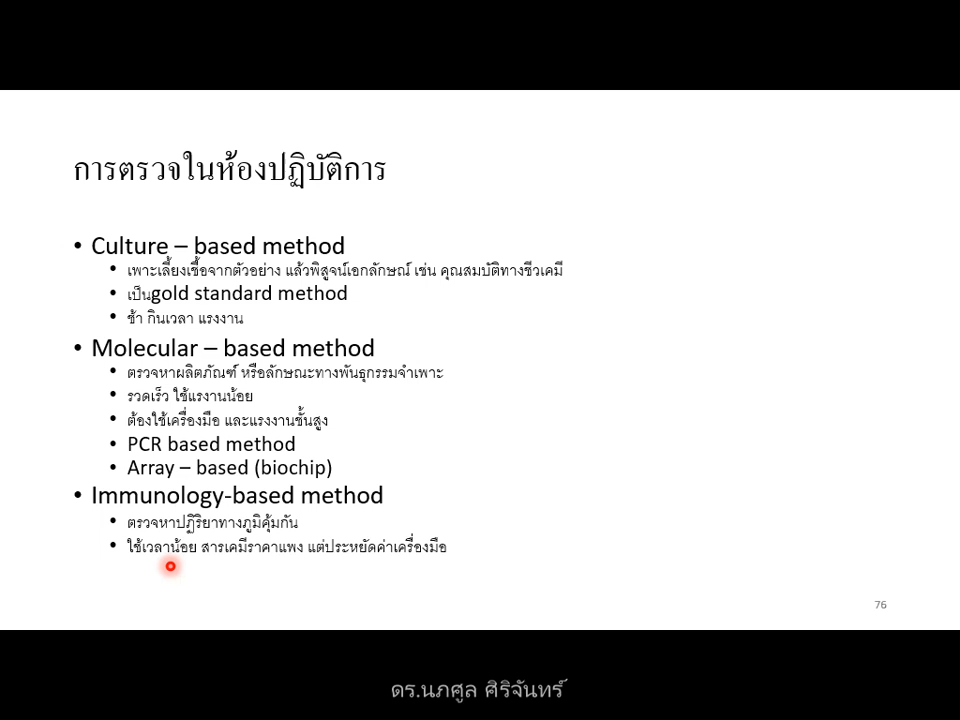 การตรวจในห้องปฏิบัติการ
• Culture – based method
• เพาะเลี้ยงเชื้อจากตัวอย่าง แล้วพิสูจน์เอกลักษณ์ เช่น คุณสมบัติทางชีวเคมี
• เป็นgold standard method
• ช้า กินเวลา แรงงาน
• Molecular – based method
• ตรวจหาผลิตภัณฑ์ หรือลักษณะทางพันธุกรรมจำเพาะ
• รวดเร็ว ใช้แรงานน้อย
• ต้องใช้เครื่องมือ และแรงงานชั้นสูง
• PCR based method
• Array – based (biochip)
• Immunology-based method
• ตรวจหาปฏิริยาทางภูมิคุ้มกัน
• ใช้เวลาน้อย สารเคมีราคาแพง แต่ประหยัดค่าเครื่องมือ
76
ดร.นภศูล ศิริจันทร์